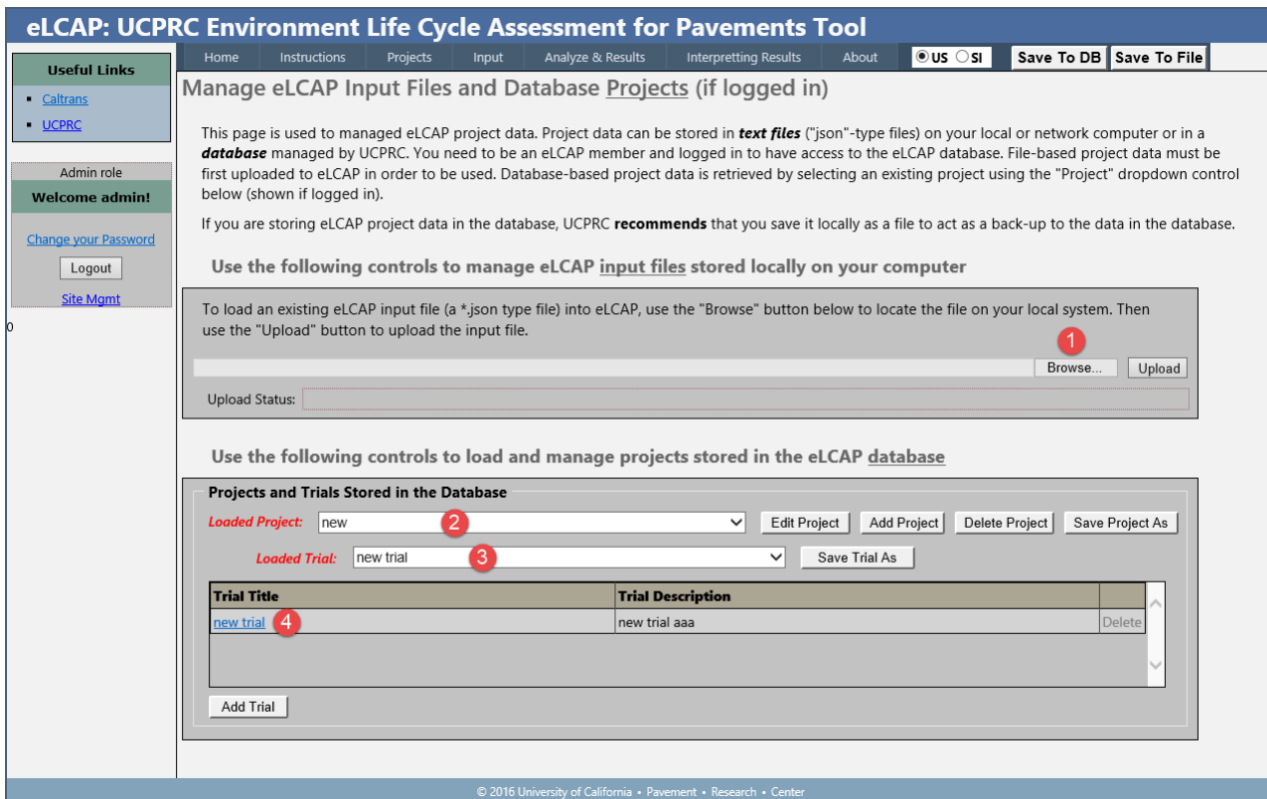 eLCAP: UCPRC Environment Life Cycle Assessment for Pavements Tool
Home Instructions Projects Input Analyze & Results Interpretting Results About US SI Save To DB Save To File
Useful Links
Caltrans
UCPRC
Admin role
Welcome admin!
Change your Password
Logout
Site Mgmt
0
Manage eLCAP Input Files and Database Projects (if logged in)
This page is used to managed eLCAP project data. Project data can be stored in text files ("json"-type files) on your local or network computer or in a
database managed by UCPRC. You need to be an eLCAP member and logged in to have access to the eLCAP database. File-based project data must be
first uploaded to eLCAP in order to be used. Database-based project data is retrieved by selecting an existing project using the "Project" dropdown control
below (shown if logged in).
If you are storing eLCAP project data in the database, UCPRC recommends that you save it locally as a file to act as a back-up to the data in the database.
Use the following controls to manage eLCAP input files stored locally on your computer
To load an existing eLCAP input file (a *.json type file) into eLCAP, use the "Browse" button below to locate the file on your local system. Then
use the "Upload" button to upload the input file.
1
Browse... Upload
Upload Status:
Use the following controls to load and manage projects stored in the eLCAP database
Projects and Trials Stored in the Database
Loaded Project: new 2 Edit Project Add Project Delete Project Save Project As
Loaded Trial: new trial 3 Save Trial As
Trial Title Trial Description
new trial 4 new trial aaa Delete
Add Trial
© 2016 University of California • Pavement • Research • Center